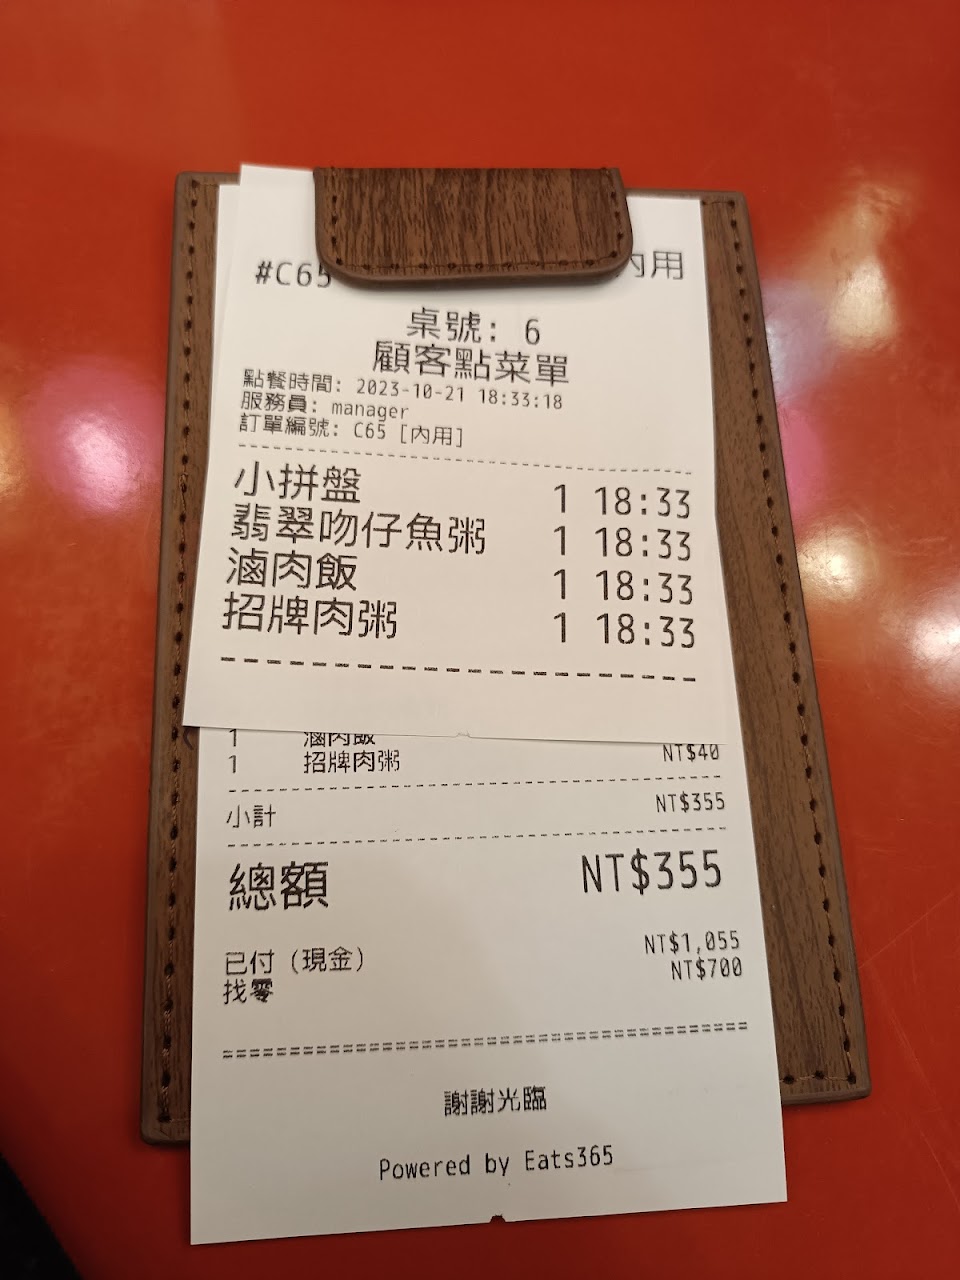 #C65 內用
桌號: 6
顧客點菜單
點餐時間: 2023-10-21 18:33:18
服務員: manager
訂單編號: C65 [內用]
小拼盤 1 18:33
翡翠吻仔魚粥 1 18:33
滷肉飯 1 18:33
招牌肉粥 1 18:33
1 滷肉飯
1 招牌肉粥 NT$40
小計 NT$355
總額 NT$355
已付 (現金) NT$1,055
找零 NT$700
謝謝光臨
Powered by Eats365